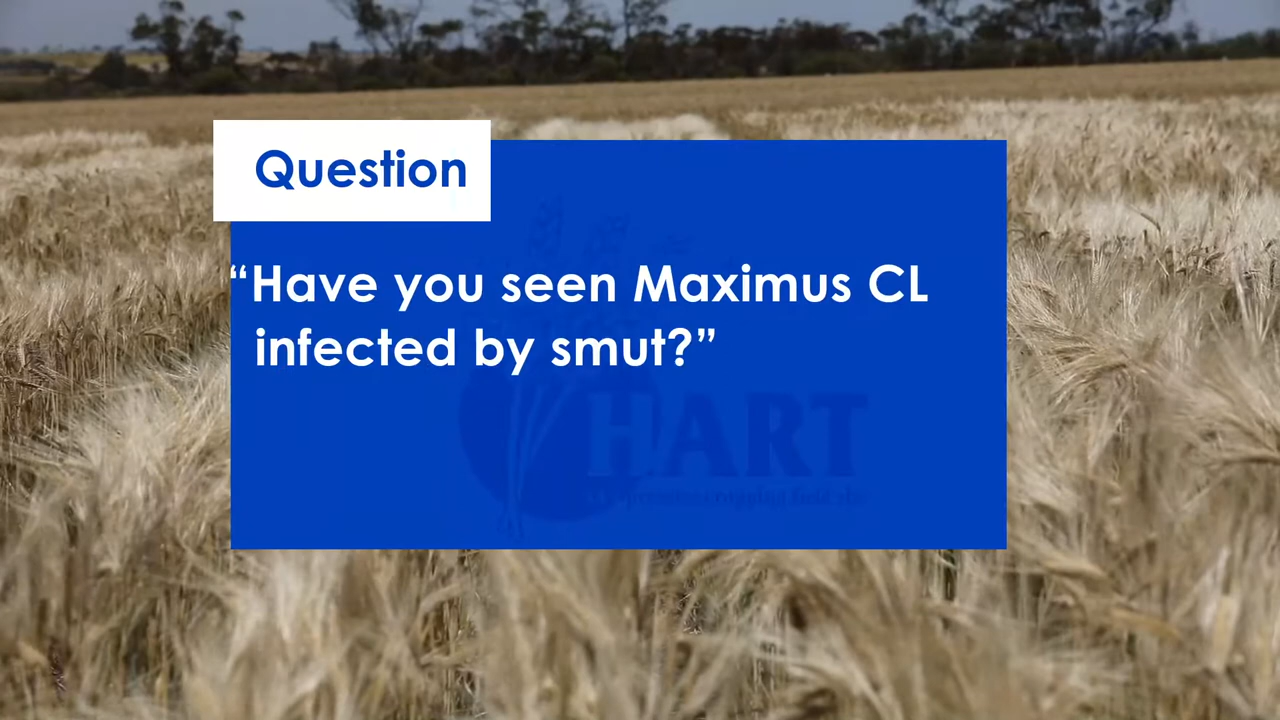 Question
“Have you seen Maximus CL
infected by smut?”
HART